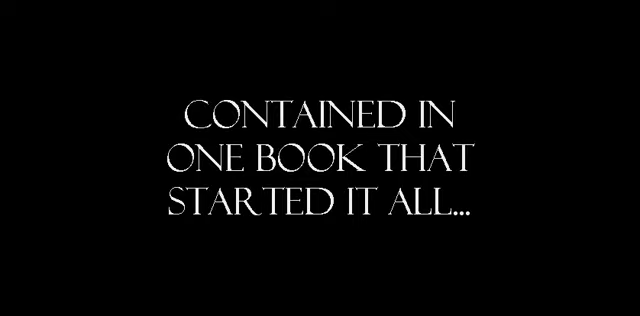 CONTAINED IN
ONE BOOK THAT
STARTED IT ALL...